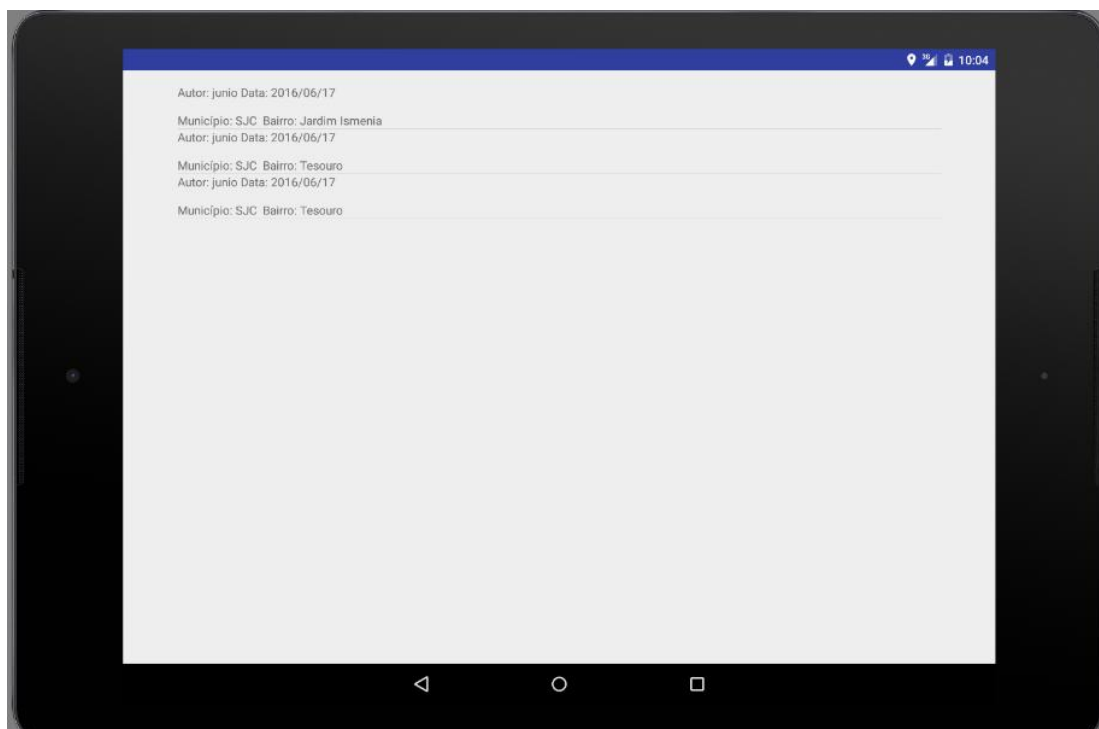 3G 10:04
Autor: junio Data: 2016/06/17
Município: SJC Bairro: Jardim Ismenia
Autor: junio Data: 2016/06/17
Município: SJC Bairro: Tesouro
Autor: junio Data: 2016/06/17
Município: SJC Bairro: Tesouro